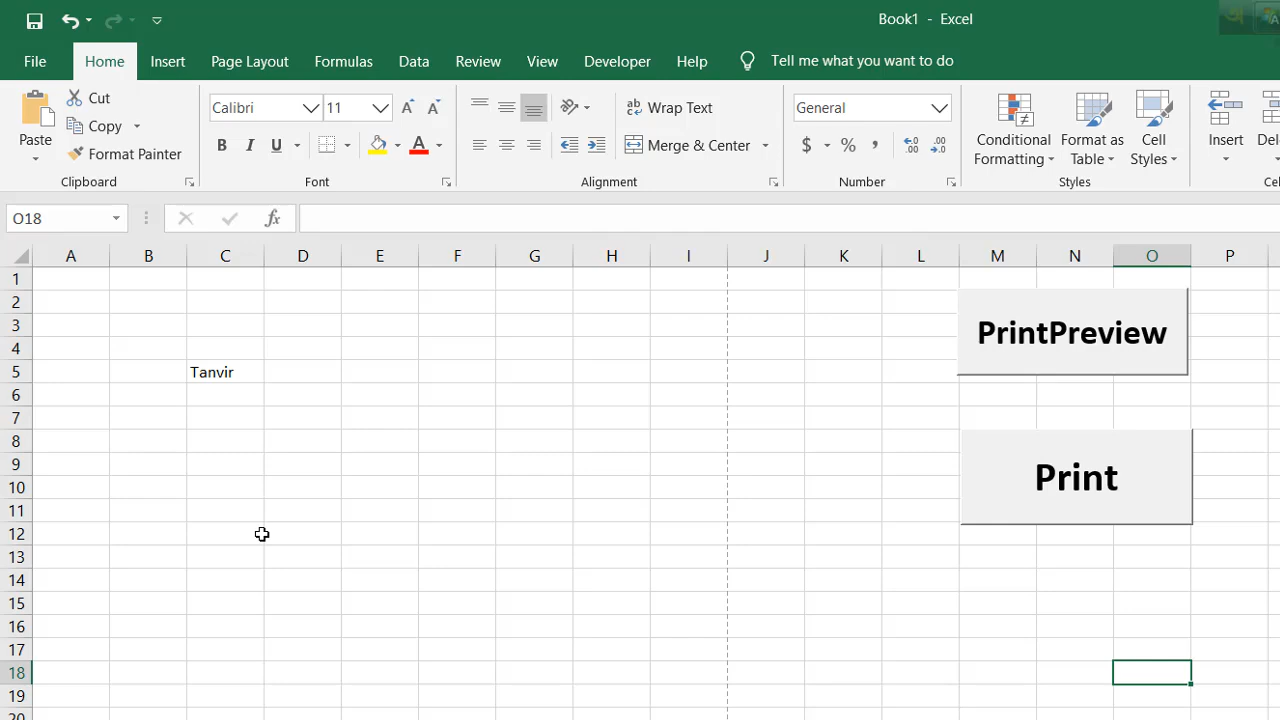 Book1 - Excel
File Home Insert Page Layout Formulas Data Review View Developer Help Tell me what you want to do
Paste
Cut
Copy
Format Painter
Clipboard
Calibri 11
B I U
Font
Wrap Text
Merge & Center
Alignment
General
$ % ,
Number
Conditional Formatting
Format as Table
Cell Styles
Styles
Insert
O18
fx
A B C D E F G H I J K L M N O P
1
2
3
4
5 Tanvir
6
7
8
9
10
11
12
13
14
15
16
17
18
19
20
PrintPreview
Print